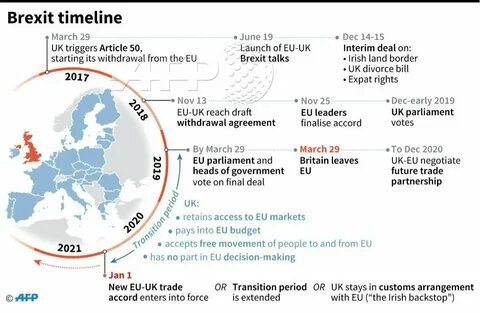 Brexit timeline
March 29
UK triggers Article 50,
starting its withdrawal from the EU
June 19
Launch of EU-UK
Brexit talks
Dec 14-15
Interim deal on:
• Irish land border
• UK divorce bill
• Expat rights
2017
AFP
Nov 13
EU-UK reach draft
withdrawal agreement
Nov 25
EU leaders
finalise accord
Dec-early 2019
UK parliament
votes
2018
By March 29
EU parliament and
heads of government
vote on final deal
March 29
Britain leaves
EU
To Dec 2020
UK-EU negotiate
future trade
partnership
2019
Transition period
UK:
retains access to EU markets
pays into EU budget
accepts free movement of people to and from EU
has no part in EU decision-making
2020
2021
Jan 1
New EU-UK trade
accord enters into force
OR Transition period
is extended
OR UK stays in customs arrangement
with EU ("the Irish backstop")
© AFP